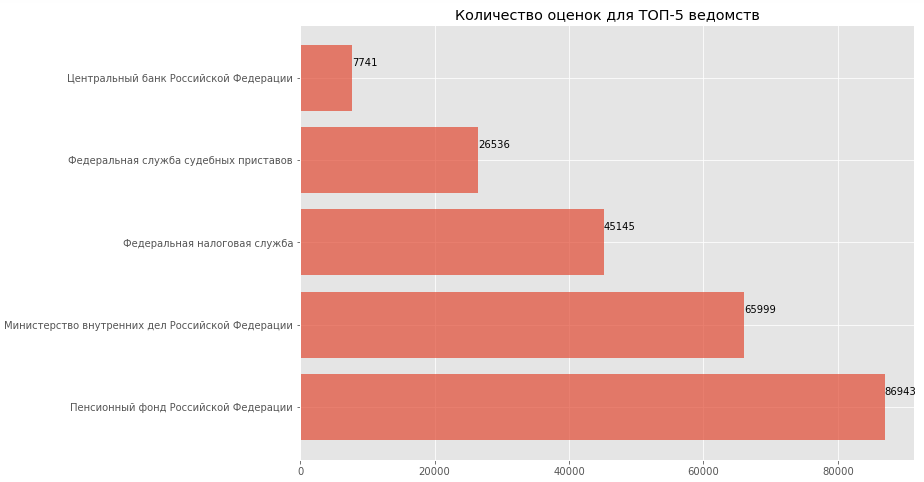 Количество оценок для ТОП-5 ведомств
Центральный банк Российской Федерации
7741
Федеральная служба судебных приставов
26536
Федеральная налоговая служба
45145
Министерство внутренних дел Российской Федерации
65999
Пенсионный фонд Российской Федерации
86943
0
20000
40000
60000
80000